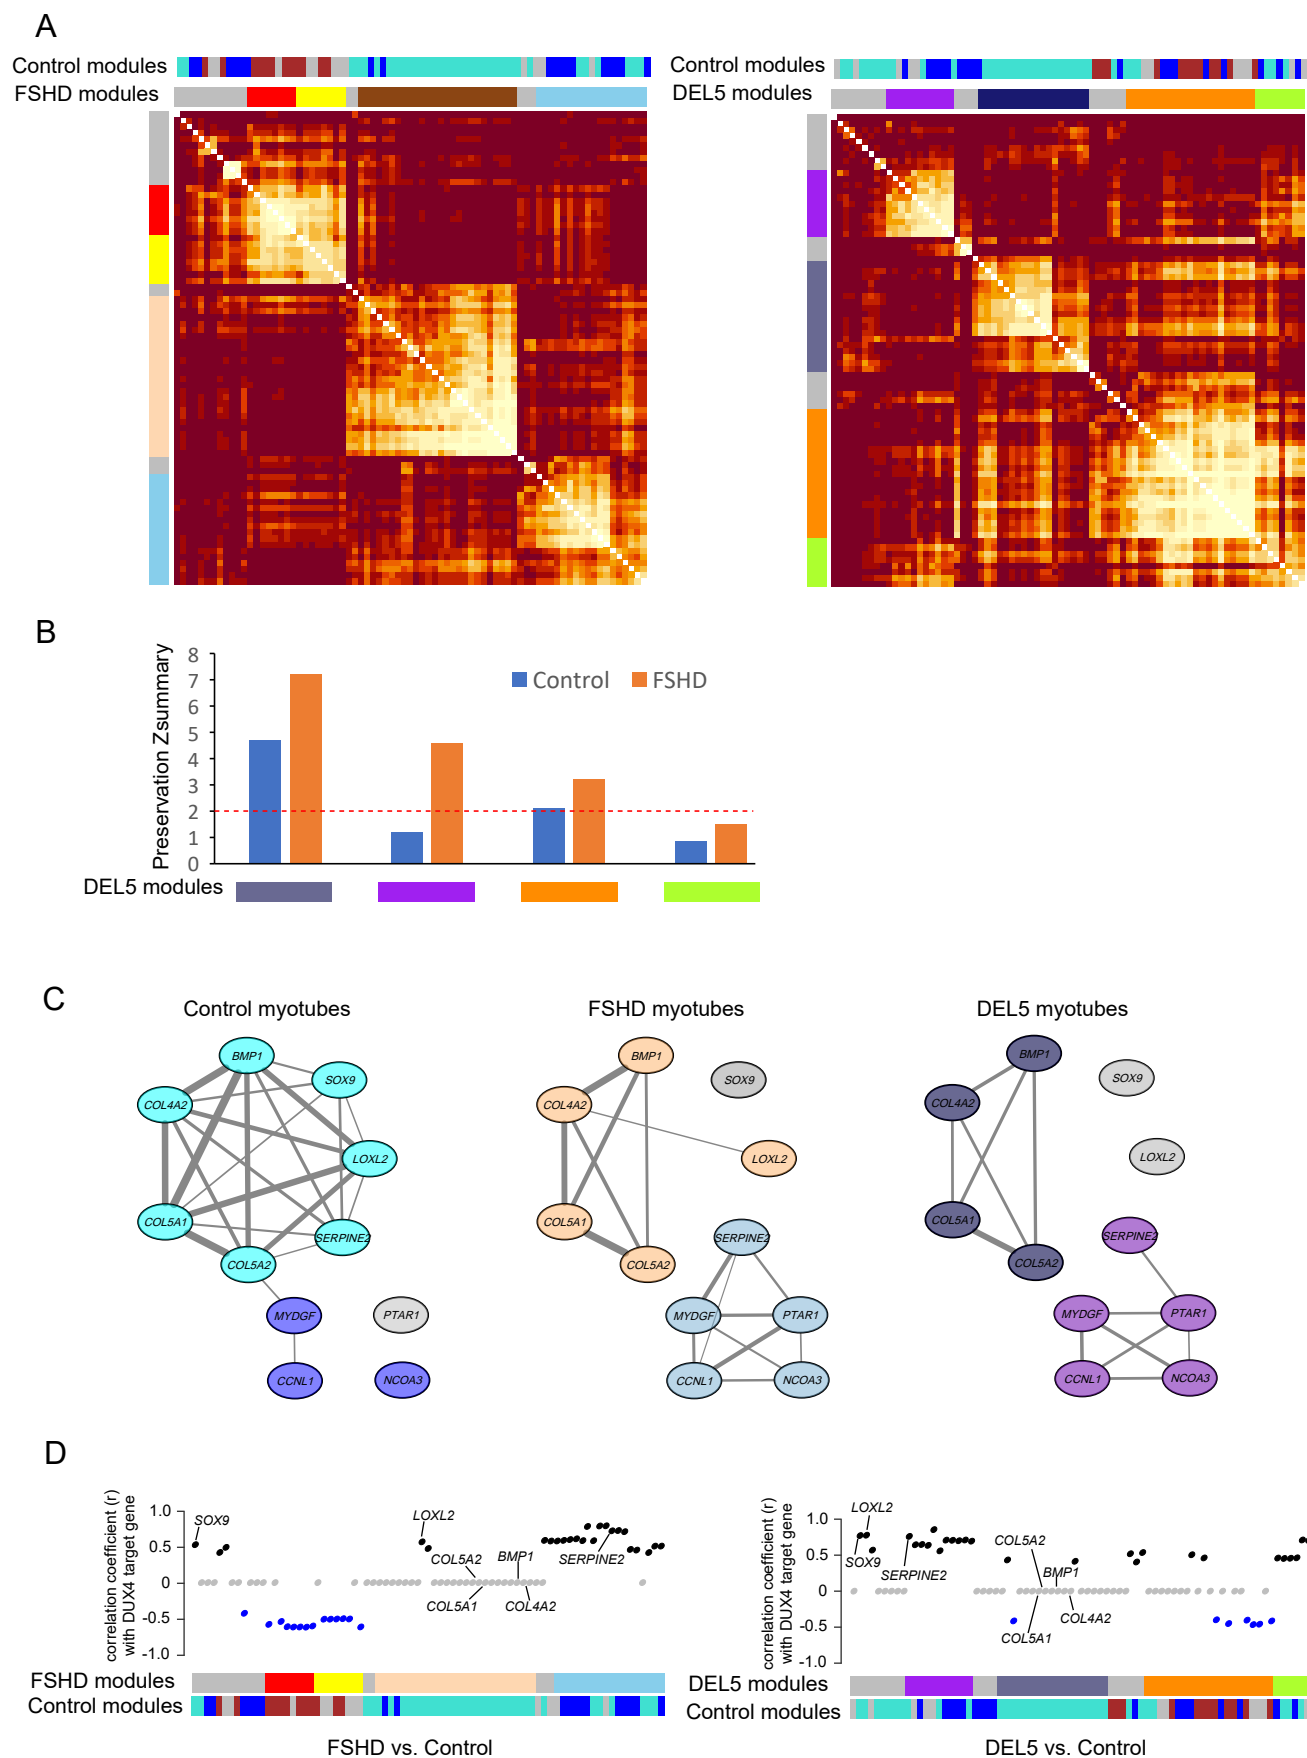 A
Control modules
FSHD modules
Control modules
DEL5 modules
B
Preservation Zsummary
8
7
6
5
4
3
2
1
0
Control
FSHD
DEL5 modules
C
Control myotubes
FSHD myotubes
DEL5 myotubes
BMP1
SOX9
COL4A2
LOXL2
COL5A1
SERPINE2
COL5A2
MYDGF
PTAR1
CCNL1
NCOA3
BMP1
SOX9
COL4A2
LOXL2
COL5A1
SERPINE2
COL5A2
MYDGF
PTAR1
CCNL1
NCOA3
BMP1
SOX9
COL4A2
LOXL2
COL5A1
SERPINE2
COL5A2
MYDGF
PTAR1
CCNL1
NCOA3
D
correlation coefficient (r)
with DUX4 target gene
1.0
0.5
0
-0.5
-1.0
SOX9
LOXL2
COL5A2
BMP1
SERPINE2
COL5A1
COL4A2
FSHD modules
Control modules
FSHD vs. Control
correlation coefficient (r)
with DUX4 target gene
1.0
0.5
0
-0.5
-1.0
LOXL2
SOX9
SERPINE2
COL5A2
BMP1
COL5A1
COL4A2
DEL5 modules
Control modules
DEL5 vs. Control